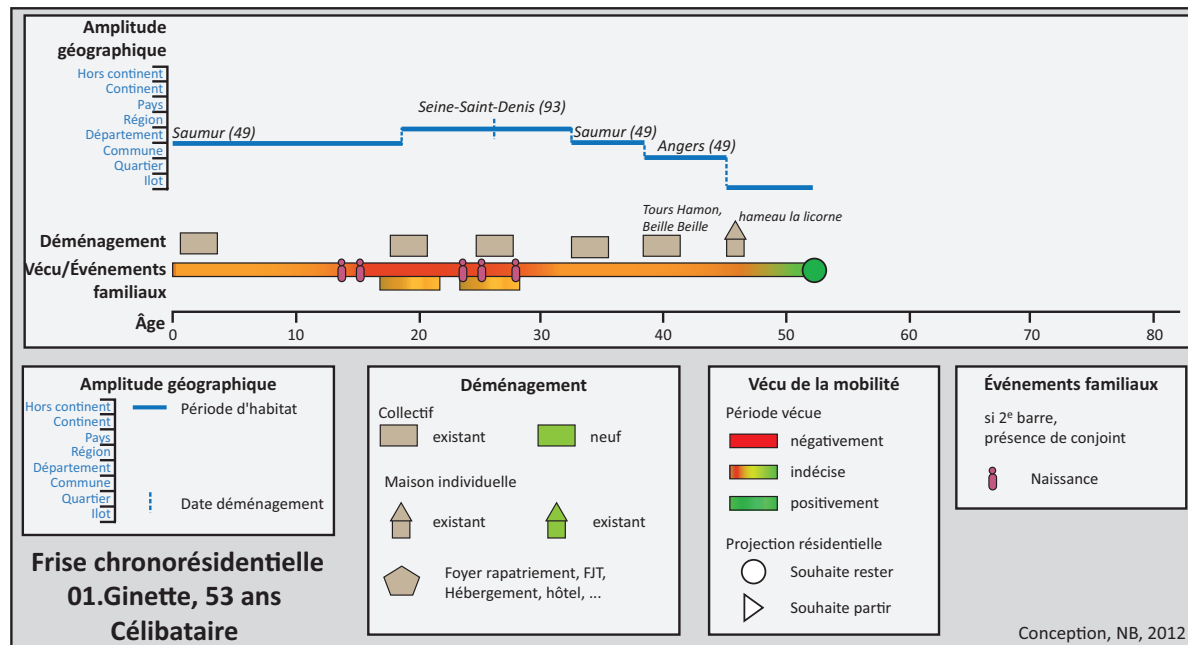 Amplitude
géographique
Hors continent
Continent
Pays
Région
Département
Commune
Quartier
Ilot
Saumur (49)
Seine-Saint-Denis (93)
Saumur (49)
Angers (49)
Tours Hamon,
Beille Beille
hameau la licorne
Déménagement
Vécu/Événements
familiaux
Âge
0 10 20 30 40 50 60 70 80
Amplitude géographique
Hors continent
Continent
Pays
Région
Département
Commune
Quartier
Ilot
Période d'habitat
Date déménagement
Frise chronorésidentielle
01.Ginette, 53 ans
Célibataire
Déménagement
Collectif
existant neuf
Maison individuelle
existant existant
Foyer rapatriement, FJT,
Hébergement, hôtel, ...
Vécu de la mobilité
Période vécue
négativement
indécise
positivement
Projection résidentielle
Souhaite rester
Souhaite partir
Événements familiaux
si 2e barre,
présence de conjoint
Naissance
Conception, NB, 2012